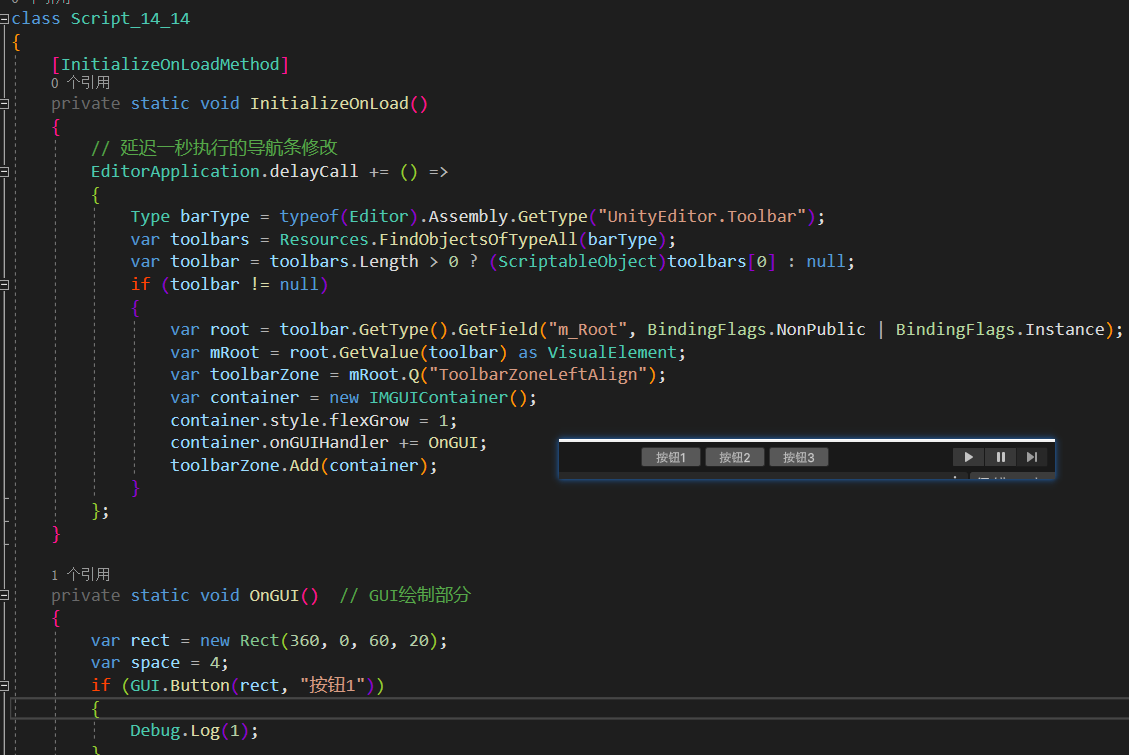 class Script_14_14
{
[InitializeOnLoadMethod]
0 个引用
private static void InitializeOnLoad()
{
// 延迟一秒执行的导航条修改
EditorApplication.delayCall += () =>
{
Type barType = typeof(Editor).Assembly.GetType("UnityEditor.Toolbar");
var toolbars = Resources.FindObjectsOfTypeAll(barType);
var toolbar = toolbars.Length > 0 ? (ScriptableObject)toolbars[0] : null;
if (toolbar != null)
{
var root = toolbar.GetType().GetField("m_Root", BindingFlags.NonPublic | BindingFlags.Instance);
var mRoot = root.GetValue(toolbar) as VisualElement;
var toolbarZone = mRoot.Q("ToolbarZoneLeftAlign");
var container = new IMGUIContainer();
container.style.flexGrow = 1;
container.onGUIHandler += OnGUI;
toolbarZone.Add(container);
}
};
}
按钮1 按钮2 按钮3
1 个引用
private static void OnGUI() // GUI绘制部分
{
var rect = new Rect(360, 0, 60, 20);
var space = 4;
if (GUI.Button(rect, "按钮1"))
{
Debug.Log(1);
}